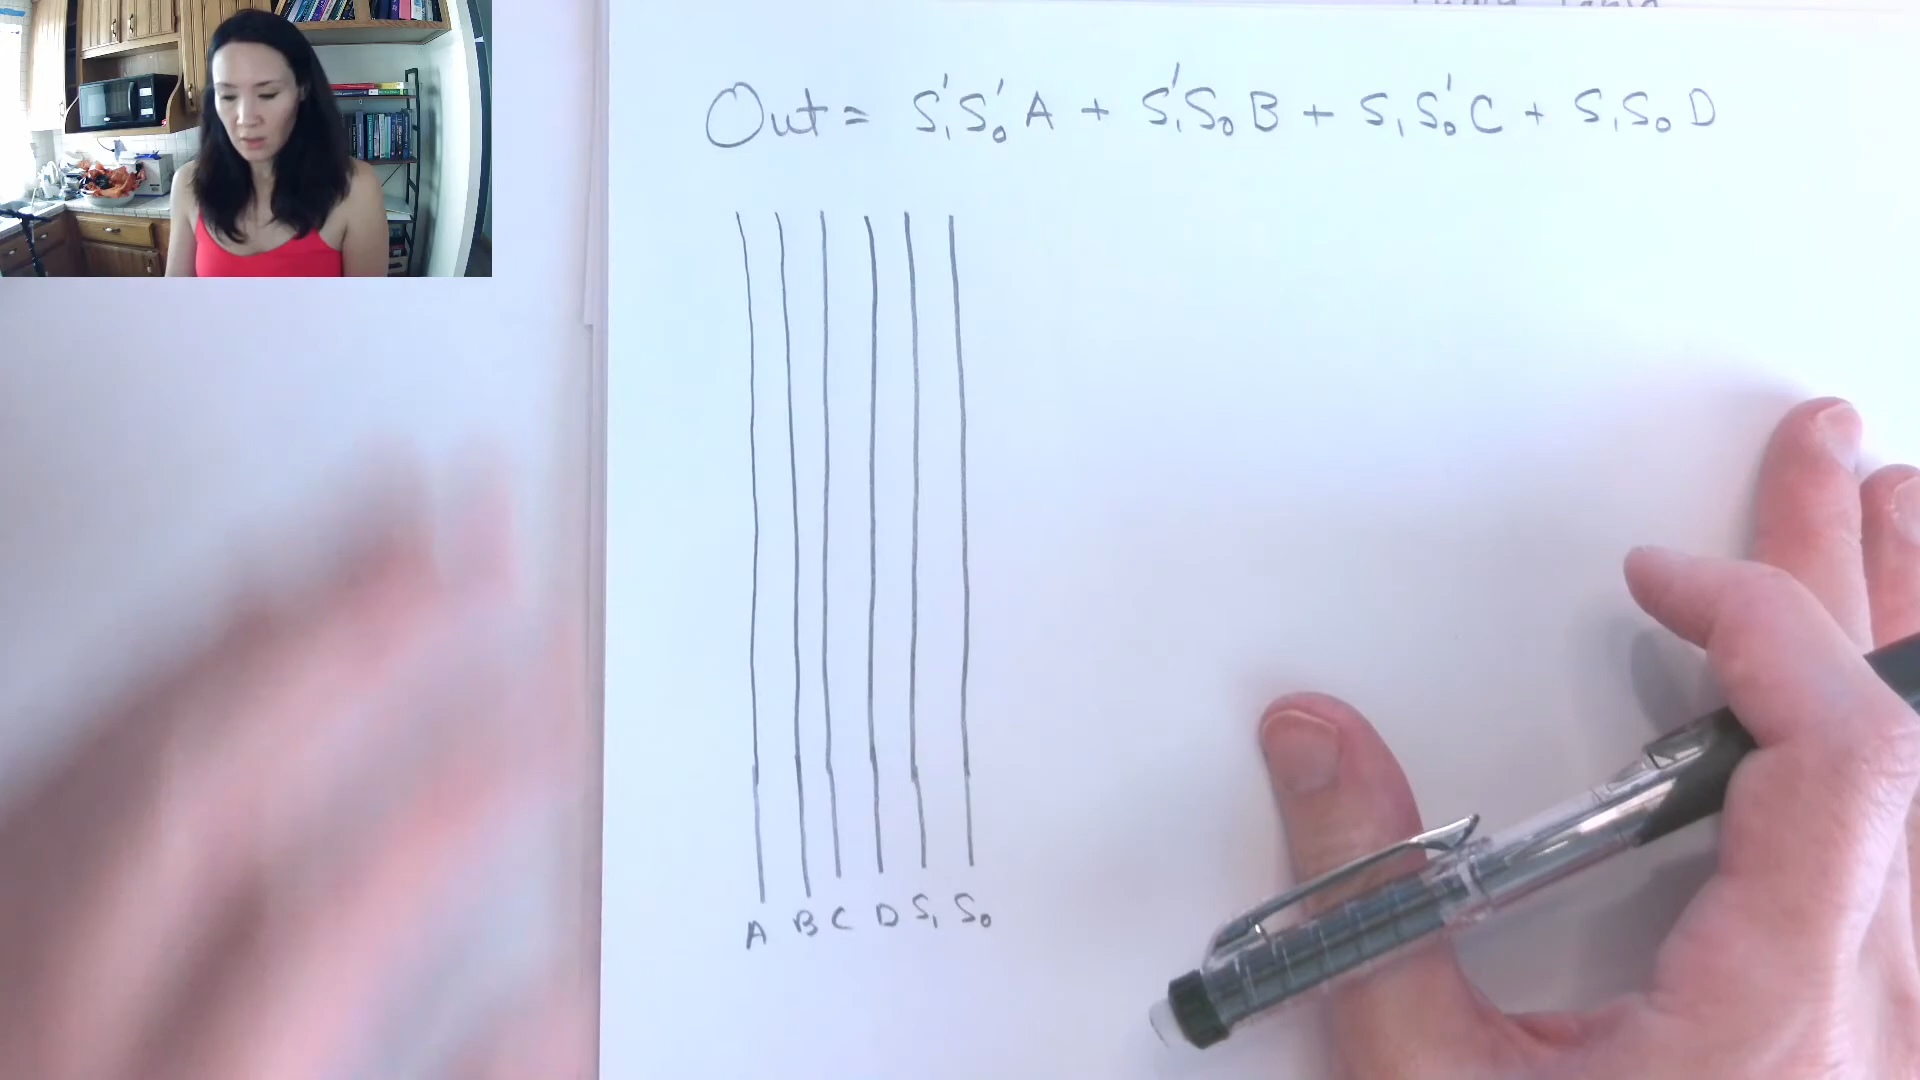 Out = S₁'S₀'A + S₁'S₀B + S₁S₀'C + S₁S₀D
A B C D S₁ S₀